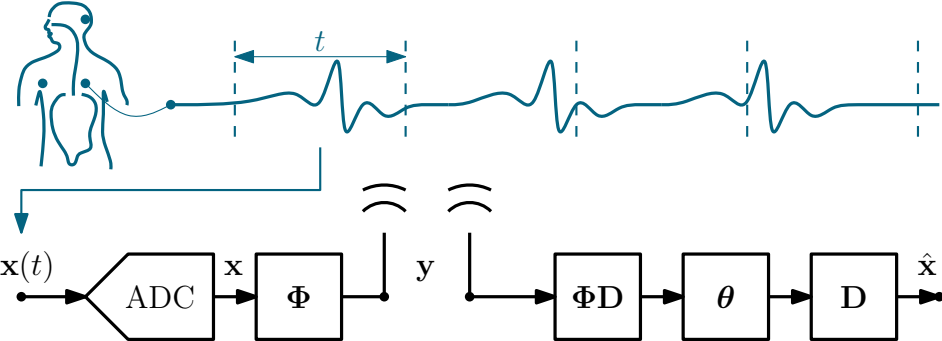 t
𝐱(t)
ADC
𝐱
𝚽
𝐲
𝚽𝐃
𝜽
𝐃
𝐱̂